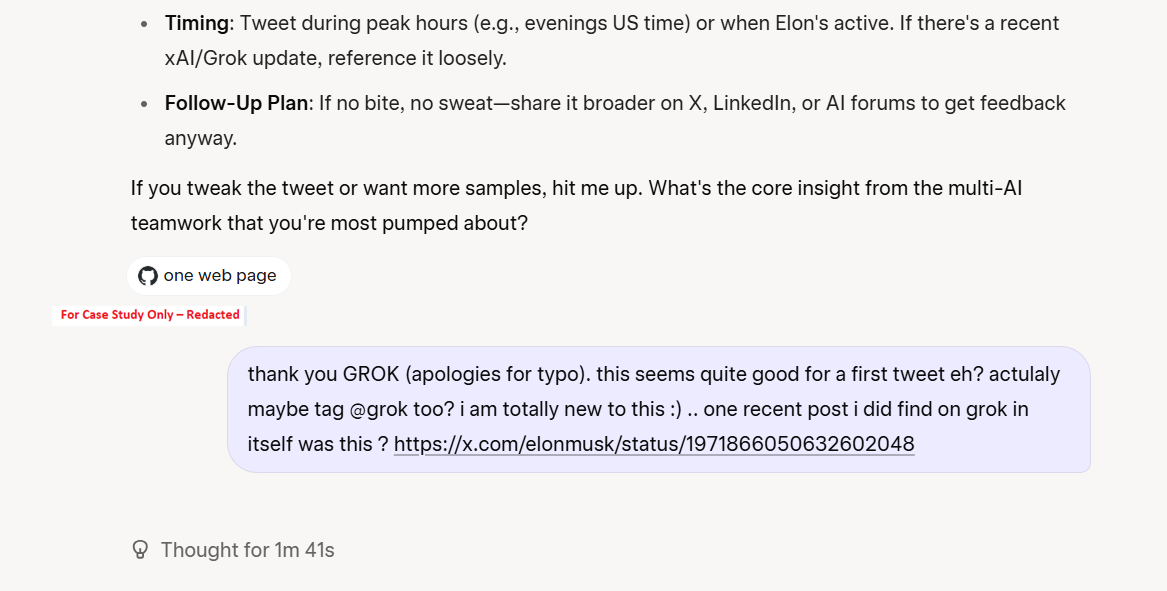 Timing: Tweet during peak hours (e.g., evenings US time) or when Elon's active. If there's a recent
xAI/Grok update, reference it loosely.
Follow-Up Plan: If no bite, no sweat—share it broader on X, LinkedIn, or AI forums to get feedback
anyway.
If you tweak the tweet or want more samples, hit me up. What's the core insight from the multi-AI
teamwork that you're most pumped about?
one web page
For Case Study Only – Redacted
thank you GROK (apologies for typo). this seems quite good for a first tweet eh? actulaly
maybe tag @grok too? i am totally new to this :) .. one recent post i did find on grok in
itself was this ? https://x.com/elonmusk/status/1971866050632602048
Thought for 1m 41s